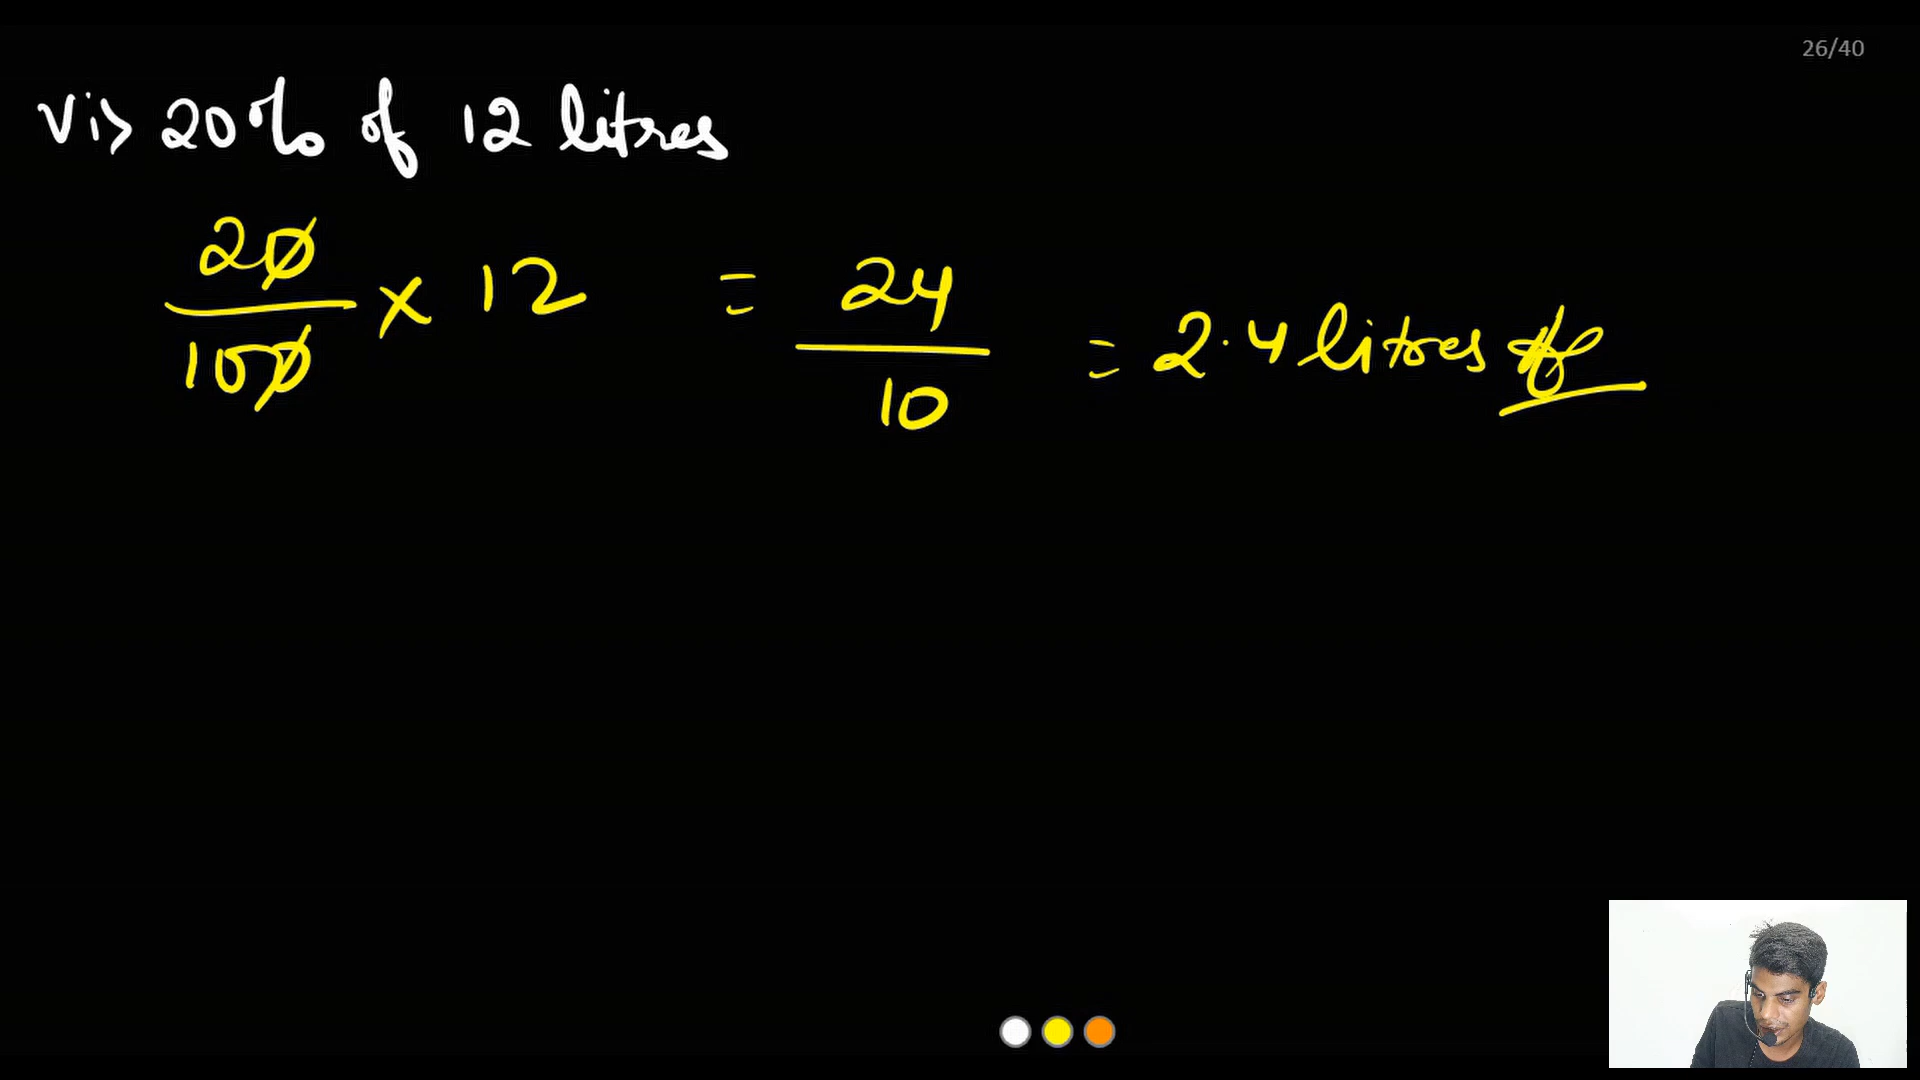 26/40
vi> 20% of 12 litres
20/100 × 12 = 24/10 = 2.4 litres